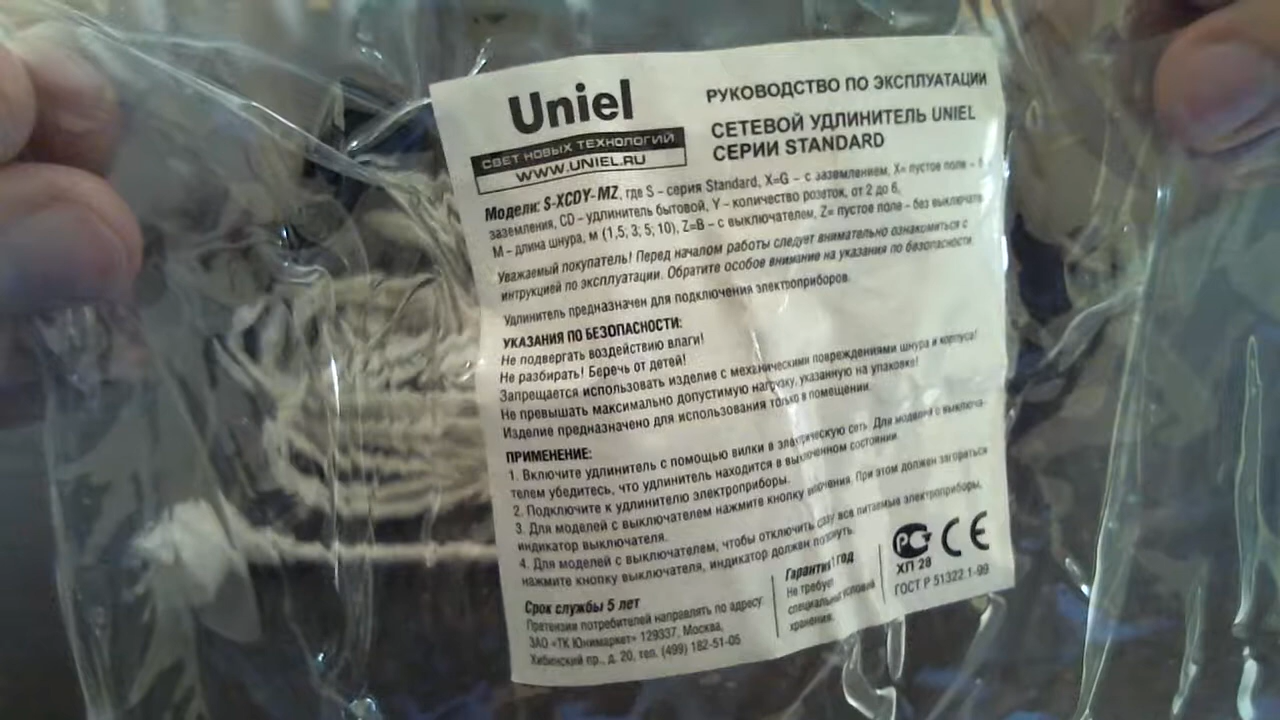 Uniel
СВЕТ НОВЫХ ТЕХНОЛОГИЙ
WWW.UNIEL.RU
РУКОВОДСТВО ПО ЭКСПЛУАТАЦИИ
СЕТЕВОЙ УДЛИНИТЕЛЬ UNIEL
СЕРИИ STANDARD
Модели: S-XCDY-MZ, где S – серия Standard, X=G – с заземлением, X= пустое поле –
заземления, CD – удлинитель бытовой, Y – количество розеток, от 2 до 6,
М – длина шнура, м (1,5; 3; 5; 10), Z=B – с выключателем, Z= пустое поле - без
Уважаемый покупатель! Перед началом работы следует внимательно ознакомиться с
интрукцией по эксплуатации. Обратите особое внимание на указания по безопасности.
Удлинитель предназначен для подключения электроприборов.
УКАЗАНИЯ ПО БЕЗОПАСНОСТИ:
Не подвергать воздействию влаги!
Не разбирать! Беречь от детей!
Запрещается использовать изделие с механическими повреждениями шнура и корпуса!
Не превышать максимально допустимую нагрузку, указанную на упаковке!
Изделие предназначено для использования только в помещении.
ПРИМЕНЕНИЕ:
1. Включите удлинитель с помощью вилки в электрическую сеть. Для моделей с выключа-
телем убедитесь, что удлинитель находится в выключенном состоянии.
2. Подключите к удлинителю электроприборы.
3. Для моделей с выключателем нажмите кнопку включения. При этом должен загореться
индикатор выключателя.
4. Для моделей с выключателем, чтобы отключить сразу все питаемые электроприборы,
нажмите кнопку выключателя, индикатор должен погаснуть.
Срок службы 5 лет
Претензии потребителей направлять по адресу
ЗАО «ТК Юнимаркет» 129337, Москва,
Хибинский пр., д. 20, тел. (499) 182-51-05
Гарантия 1 год
Не требует
специальных условий
хранения.
РСТ CE
ХП 28
ГОСТ Р 51322.1-99